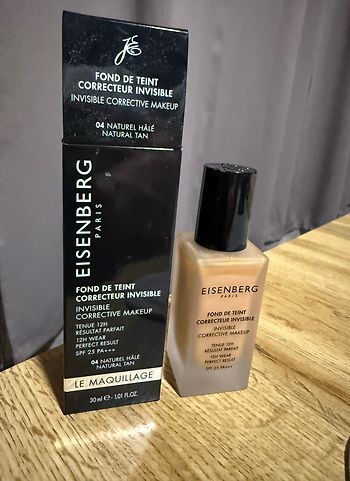 JE
FOND DE TEINT
CORRECTEUR INVISIBLE
INVISIBLE CORRECTIVE MAKEUP
04 NATUREL HÂLÉ
NATURAL TAN
EISENBERG
PARIS
FOND DE TEINT
CORRECTEUR INVISIBLE
INVISIBLE
CORRECTIVE MAKEUP
TENUE 12H
RÉSULTAT PARFAIT
12H WEAR
PERFECT RESULT
SPF 25 PA+++
04 NATUREL HÂLÉ
NATURAL TAN
LE MAQUILLAGE
30 ml e -1.01 FL.OZ.
EISENBERG
PARIS
FOND DE TEINT
CORRECTEUR INVISIBLE
INVISIBLE
CORRECTIVE MAKEUP
TENUE 12H
RÉSULTAT PARFAIT
12H WEAR
PERFECT RESULT
SPF 25 PA+++